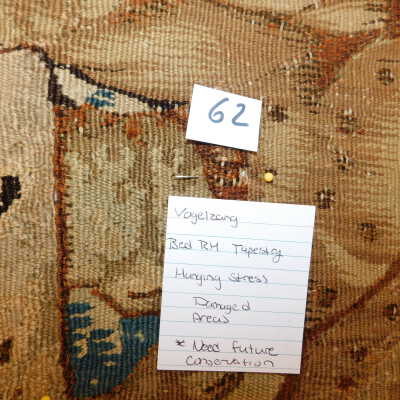 62
Vogelzang
Bed RM Tapestry
Hanging Stress
Damaged
Areas
* Need future
conservation